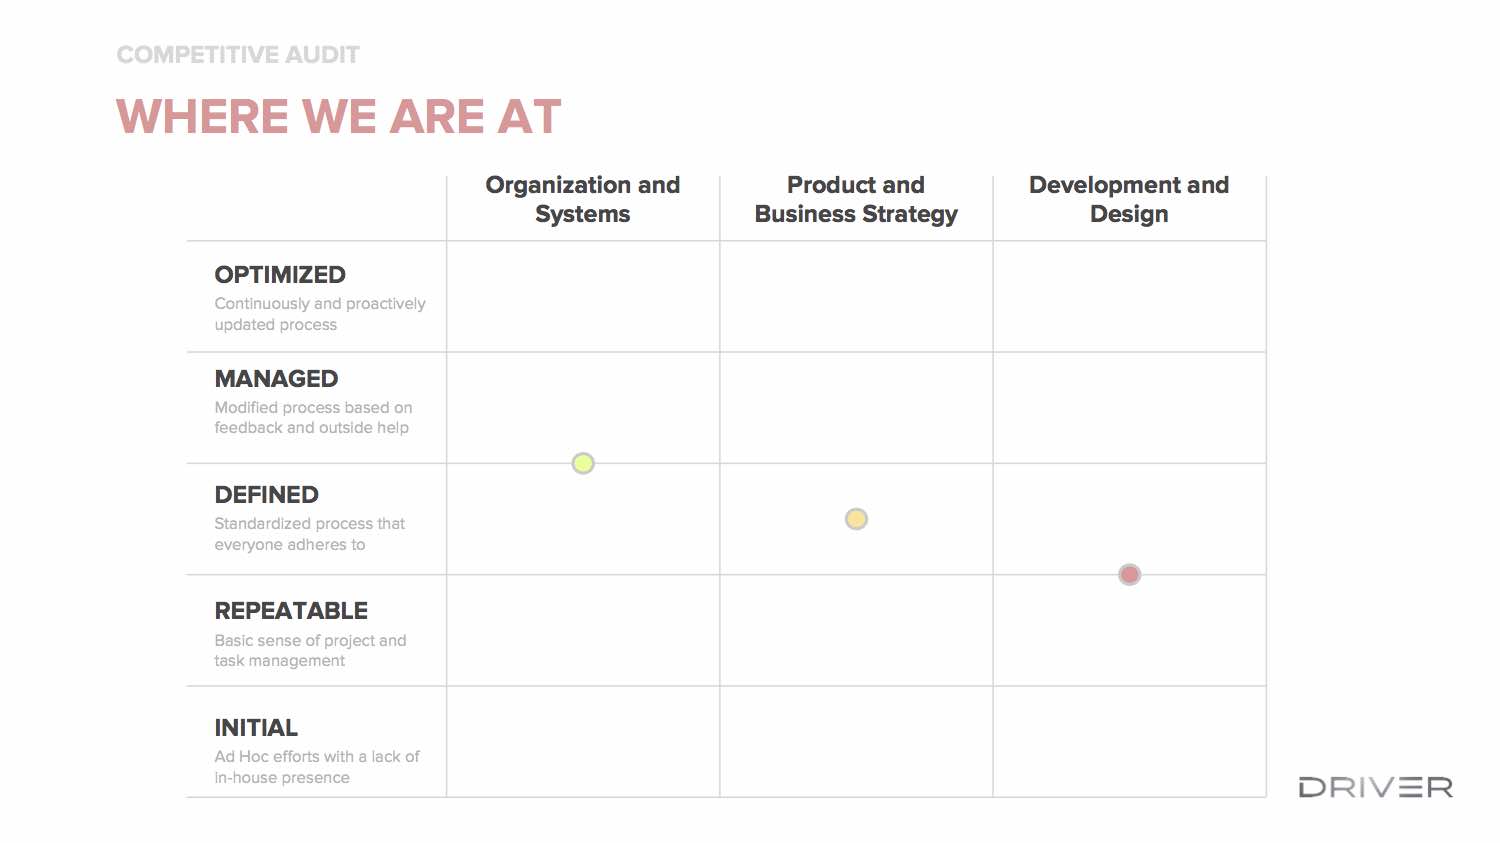 COMPETITIVE AUDIT
WHERE WE ARE AT
Organization and
Systems
Product and
Business Strategy
Development and
Design
OPTIMIZED
Continuously and proactively
updated process
MANAGED
Modified process based on
feedback and outside help
DEFINED
Standardized process that
everyone adheres to
REPEATABLE
Basic sense of project and
task management
INITIAL
Ad Hoc efforts with a lack of
in-house presence
DRIVER